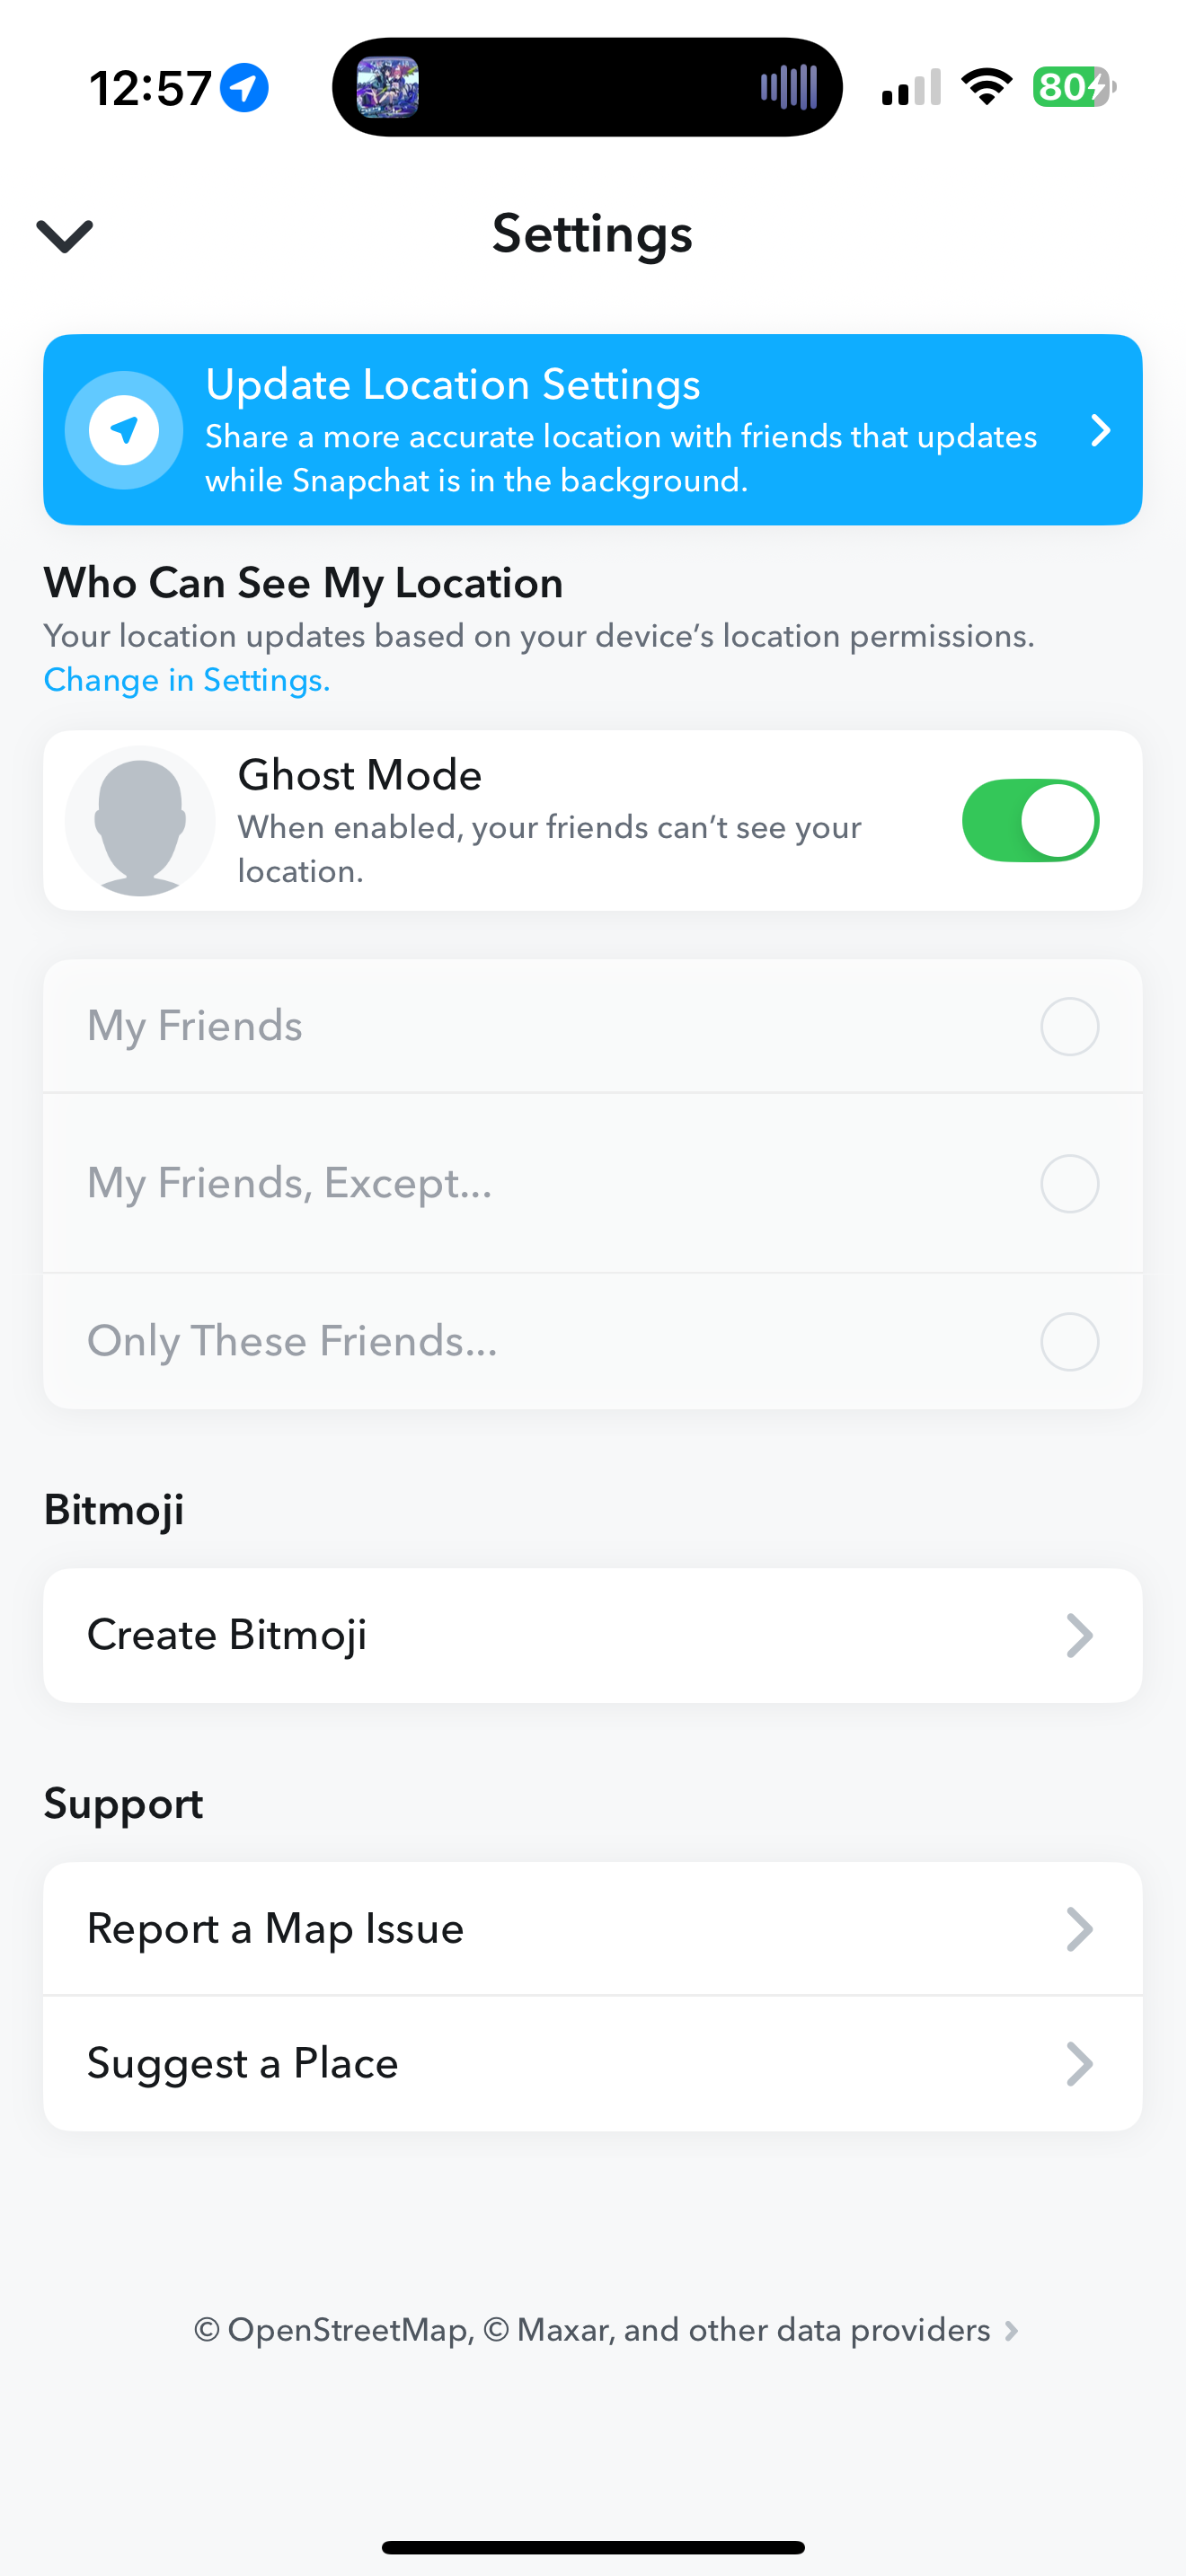 12:57
80
Settings
Update Location Settings
Share a more accurate location with friends that updates
while Snapchat is in the background.
Who Can See My Location
Your location updates based on your device’s location permissions.
Change in Settings.
Ghost Mode
When enabled, your friends can’t see your
location.
My Friends
My Friends, Except...
Only These Friends...
Bitmoji
Create Bitmoji
Support
Report a Map Issue
Suggest a Place
© OpenStreetMap, © Maxar, and other data providers